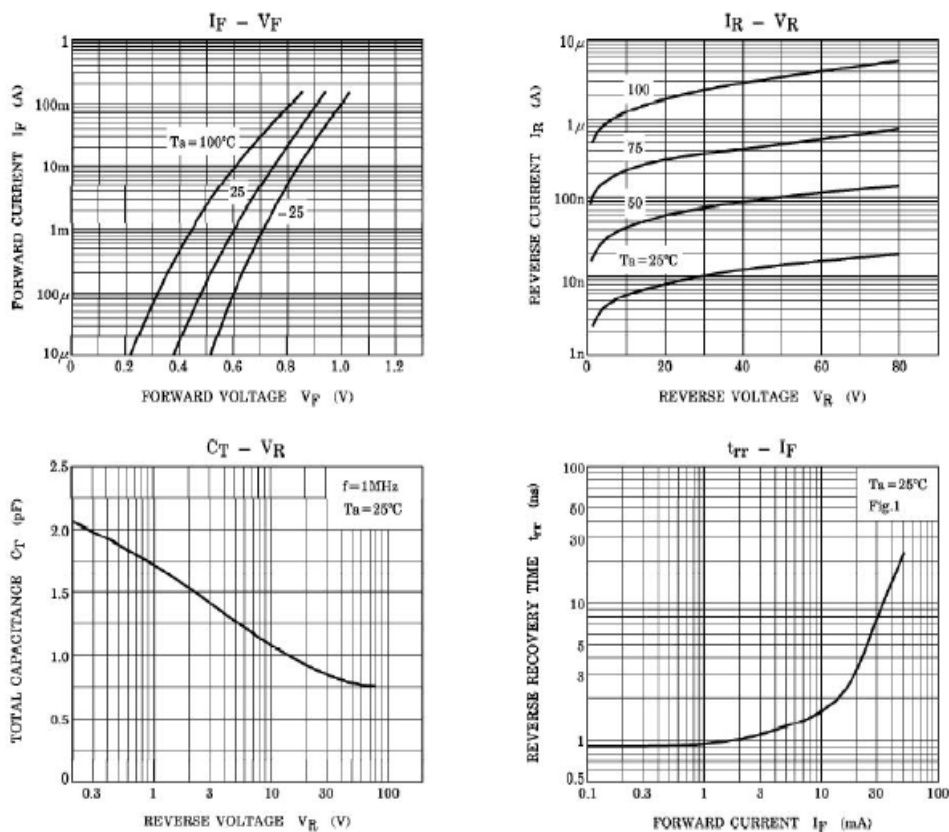 IF - VF
1
100m
10m
1m
100μ
10μ
FORWARD CURRENT IF (A)
Ta=100℃
25
-25
0
0.2
0.4
0.6
0.8
1.0
1.2
FORWARD VOLTAGE VF (V)
IR - VR
10μ
1μ
100n
10n
1n
REVERSE CURRENT IR (A)
100
75
50
Ta=25℃
0
20
40
60
80
REVERSE VOLTAGE VR (V)
CT - VR
2.5
2.0
1.5
1.0
0.5
0
TOTAL CAPACITANCE CT (pF)
f=1MHz
Ta=25℃
0.3
1
3
10
30
100
REVERSE VOLTAGE VR (V)
trr - IF
100
50
30
10
5
3
1
0.5
REVERSE RECOVERY TIME trr (ns)
Ta=25℃
Fig.1
0.1
0.3
1
3
10
30
100
FORWARD CURRENT IF (mA)